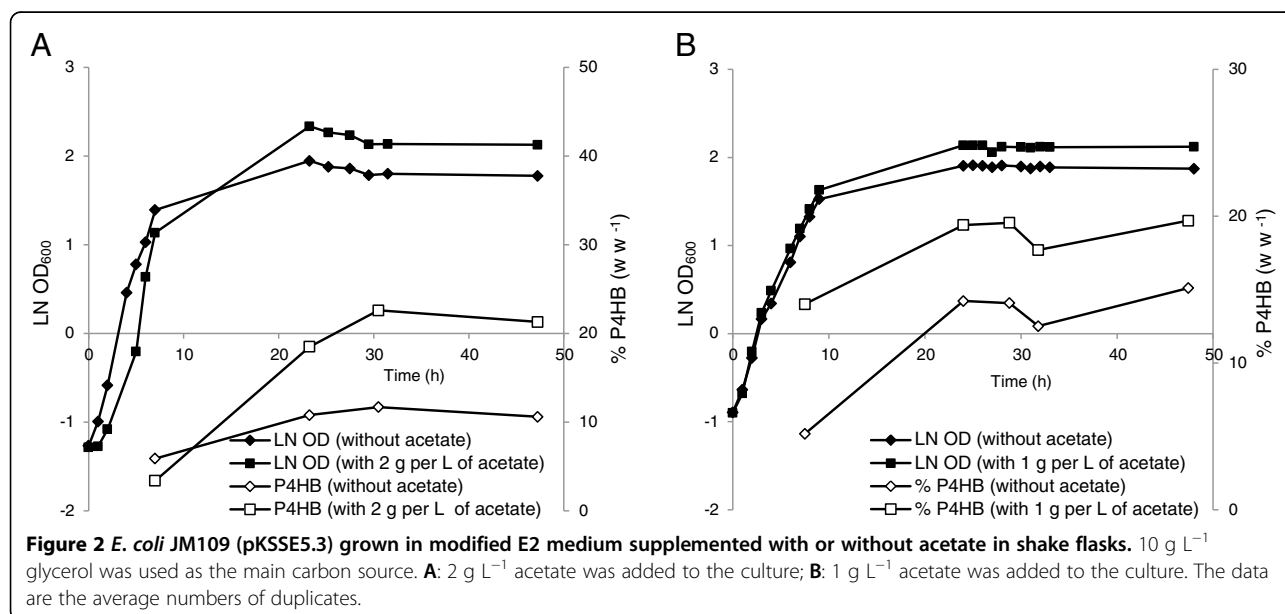 A
B
3
2
1
0
-1
-2
LN OD600
0 10 20 30 40 50
Time (h)
50
40
30
20
10
0
% P4HB (w w -1)
LN OD (without acetate)
LN OD (with 2 g per L of acetate)
P4HB (without acetate)
P4HB (with 2 g per L of acetate)
3
2
1
0
-1
-2
LN OD600
0 10 20 30 40 50
Time (h)
30
20
10
0
% P4HB (w w -1)
LN OD (without acetate)
LN OD (with 1 g per L of acetate)
% P4HB (without acetate)
% P4HB (with 1 g per L of acetate)
Figure 2 E. coli JM109 (pKSSE5.3) grown in modified E2 medium supplemented with or without acetate in shake flasks. 10 g L−1
glycerol was used as the main carbon source. A: 2 g L−1 acetate was added to the culture; B: 1 g L−1 acetate was added to the culture. The data
are the average numbers of duplicates.